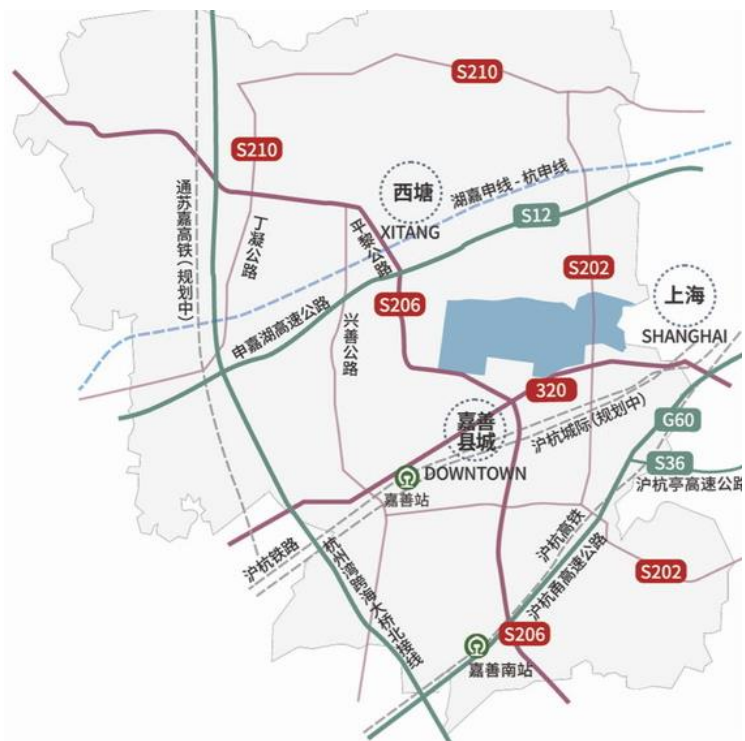 S210
S210
西塘
XITANG
湖嘉申线-杭申线
通苏嘉高铁(规划中)
丁凝公路
平黎公路
S12
S202
S206
上海
SHANGHAI
申嘉湖高速公路
兴善公路
320
嘉善
县城
DOWNTOWN
沪杭城际(规划中)
G60
S36
沪杭亭高速公路
嘉善站
沪杭铁路
杭州湾跨海大桥北接线
沪杭高铁
沪杭甬高速公路
S202
S206
嘉善南站